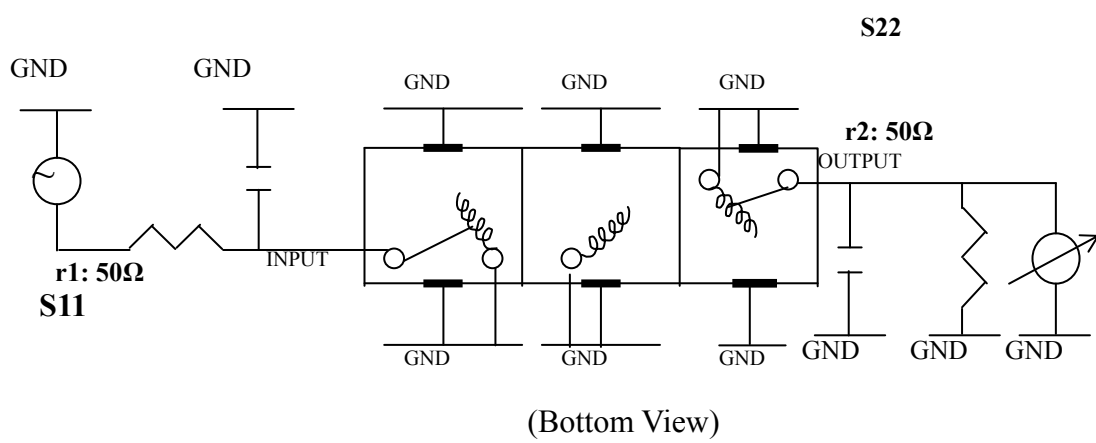 S22
GND
GND
GND
GND
GND
r2: 50Ω
OUTPUT
INPUT
r1: 50Ω
S11
GND
GND
GND
GND
GND
GND
(Bottom View)